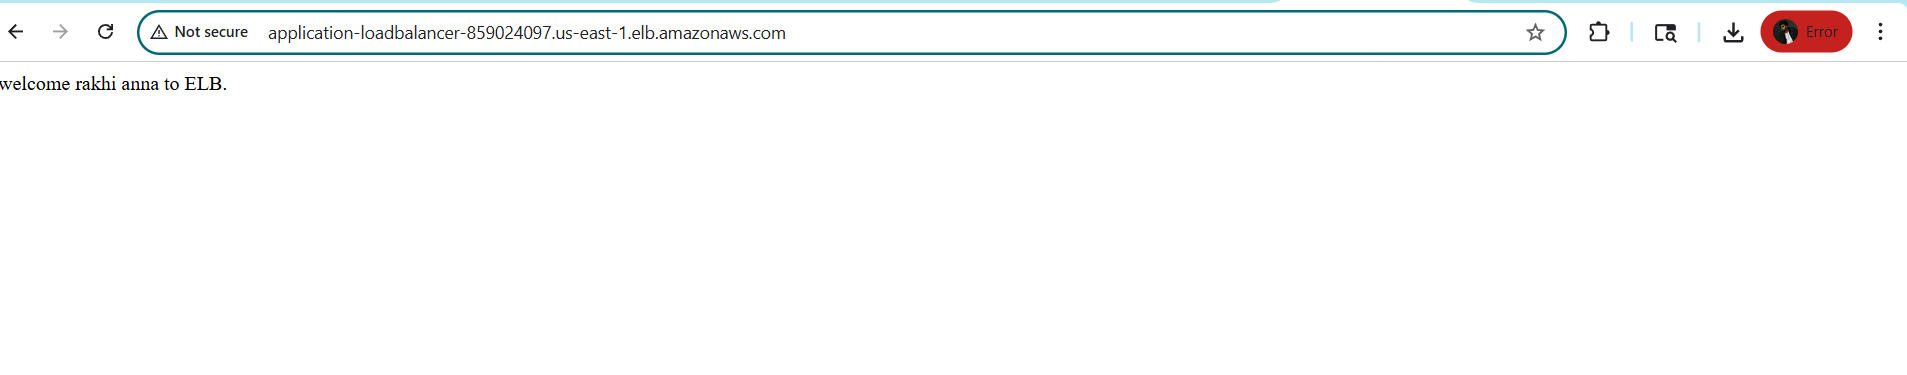 Not secure application-loadbalancer-859024097.us-east-1.elb.amazonaws.com Error
welcome rakhi anna to ELB.